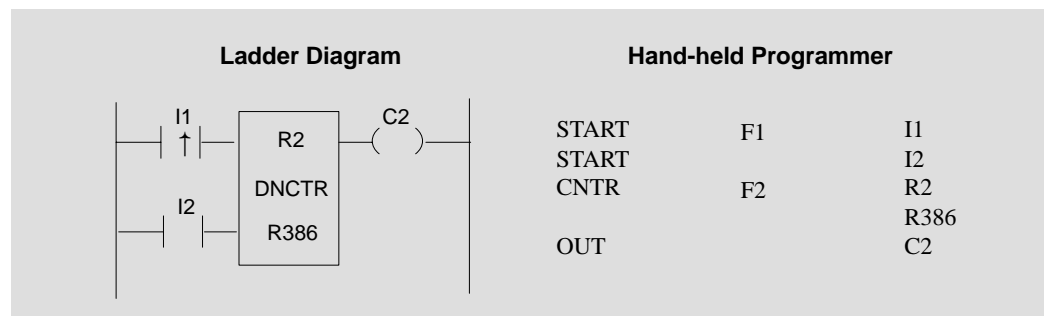 Ladder Diagram
I1
R2
C2
DNCTR
I2
R386
Hand-held Programmer
START F1 I1
START I2
CNTR F2 R2
R386
OUT C2